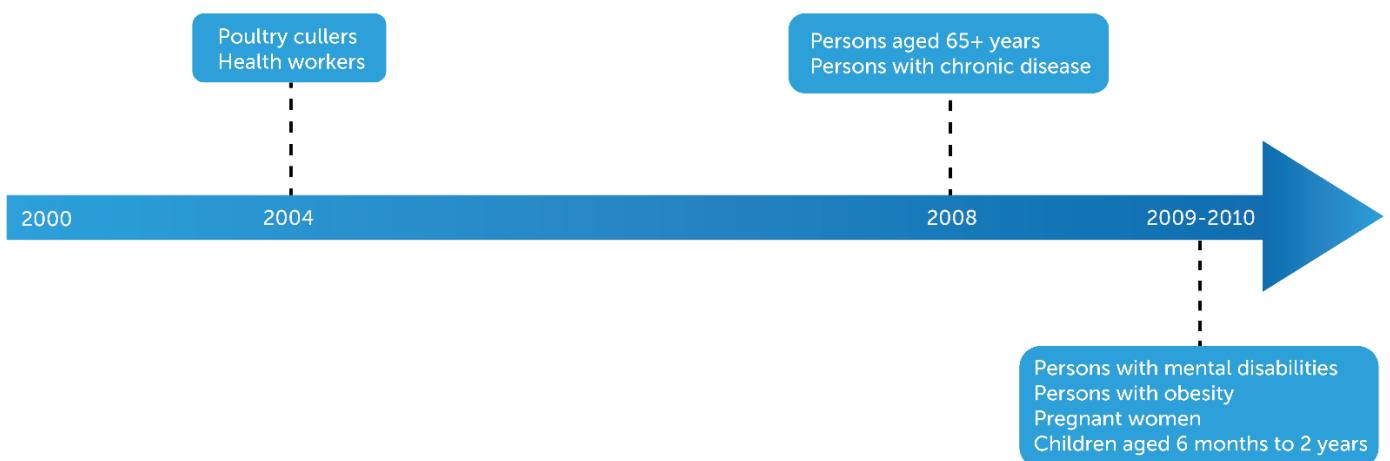 Poultry cullers
Health workers
Persons aged 65+ years
Persons with chronic disease
2000
2004
2008
2009-2010
Persons with mental disabilities
Persons with obesity
Pregnant women
Children aged 6 months to 2 years